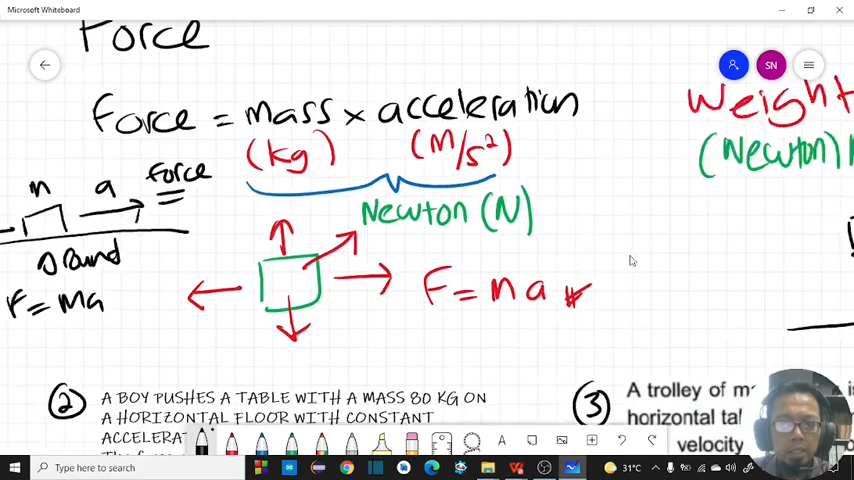 Microsoft Whiteboard
Force
SN
Force = mass x acceleration
Weight
(kg) (M/s²)
(Newton)
m a Force
Newton (N)
Ground
F = ma
F = ma
2 A BOY PUSHES A TABLE WITH A MASS 80 KG ON
A HORIZONTAL FLOOR WITH CONSTANT
3 A trolley of
horizontal
velocity
A
Type here to search
31°C